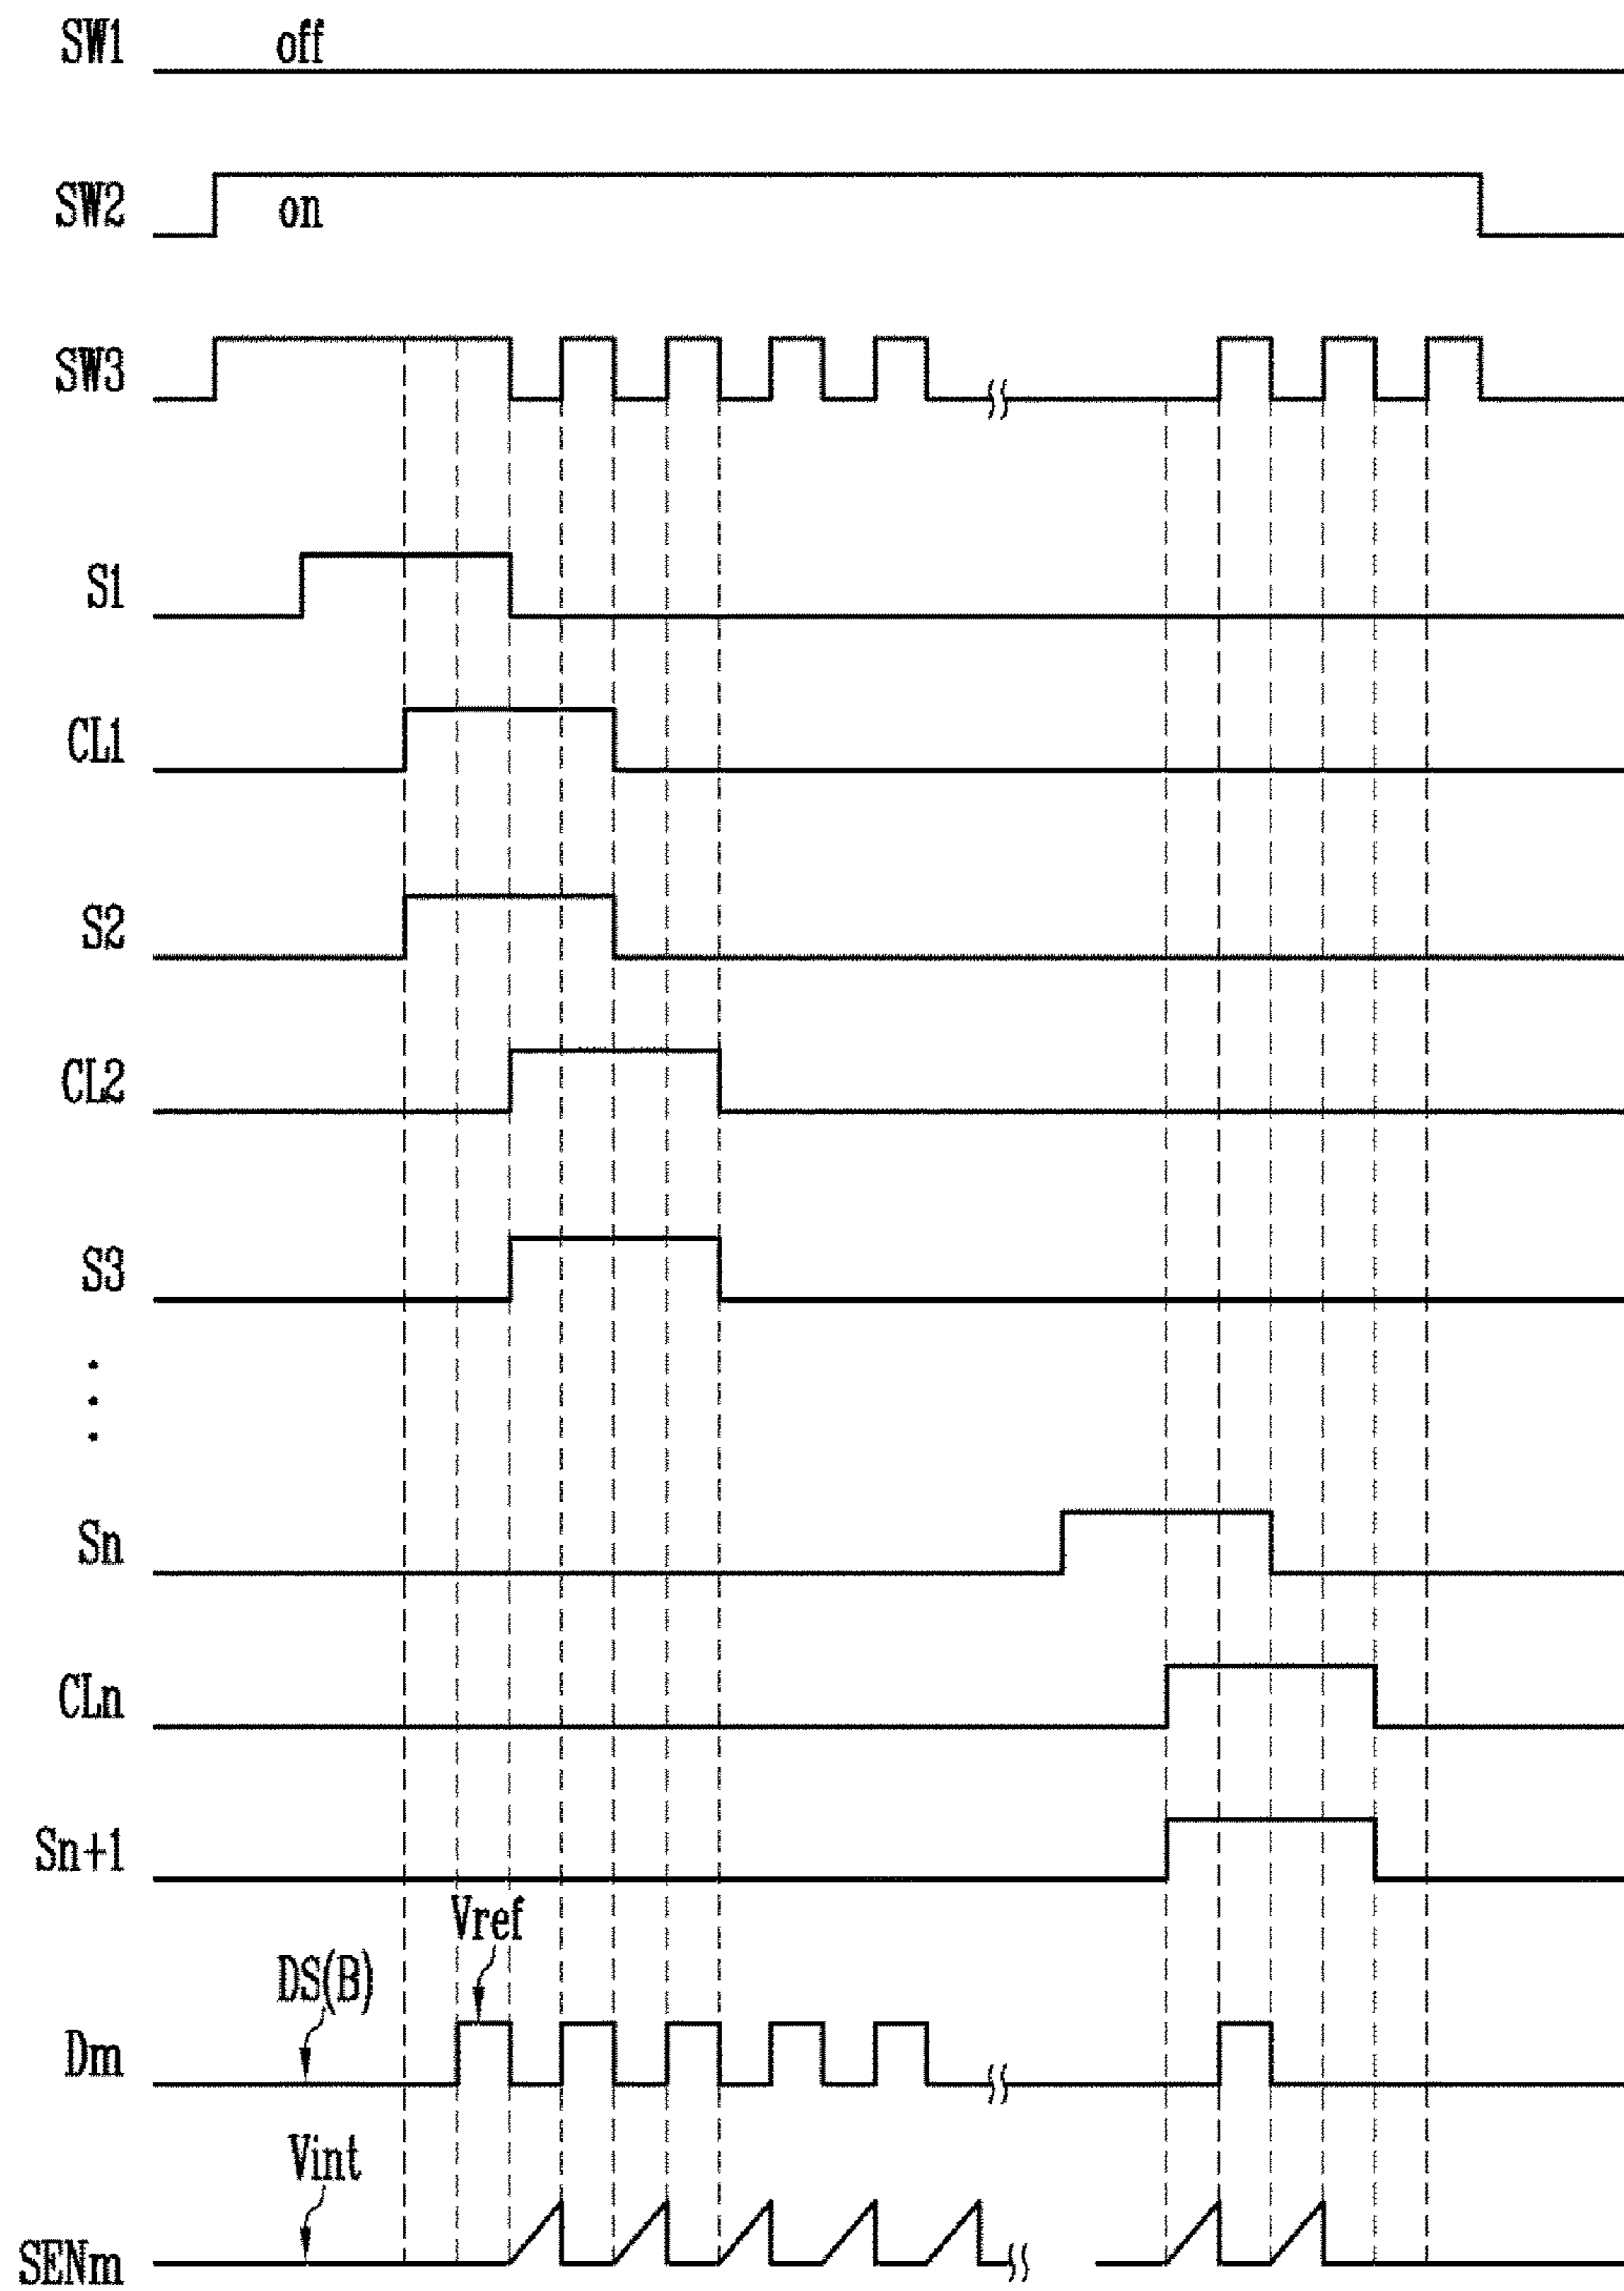 SW1 off
SW2 on
SW3
S1
CL1
S2
CL2
S3
Sn
CLn
Sn+1
Vref
DS(B)
Dm
Vint
SENm